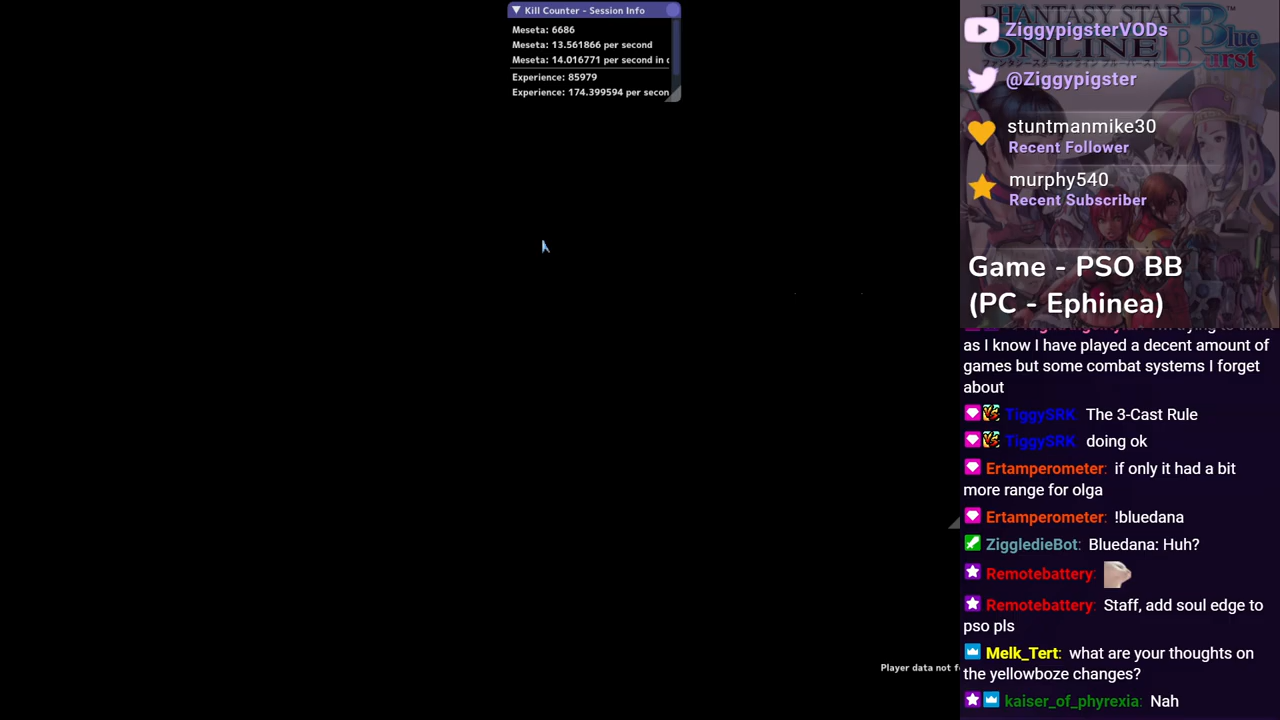 Kill Counter - Session Info
Meseta: 6686
Meseta: 13.561866 per second
Meseta: 14.016771 per second in
Experience: 85979
Experience: 174.399594 per secon
Player data not f
PHANTASY STAR
ONLINE Blue
Burst
ZiggypigsterVODs
@Ziggypigster
stuntmanmike30
Recent Follower
murphy540
Recent Subscriber
Game - PSO BB
(PC - Ephinea)
as I know I have played a decent amount of
games but some combat systems I forget
about
TiggySRK The 3-Cast Rule
TiggySRK doing ok
Ertamperometer: if only it had a bit
more range for olga
Ertamperometer: !bluedana
ZiggledieBot: Bluedana: Huh?
Remotebattery:
Remotebattery: Staff, add soul edge to
pso pls
Melk_Tert: what are your thoughts on
the yellowboze changes?
kaiser_of_phyrexia: Nah